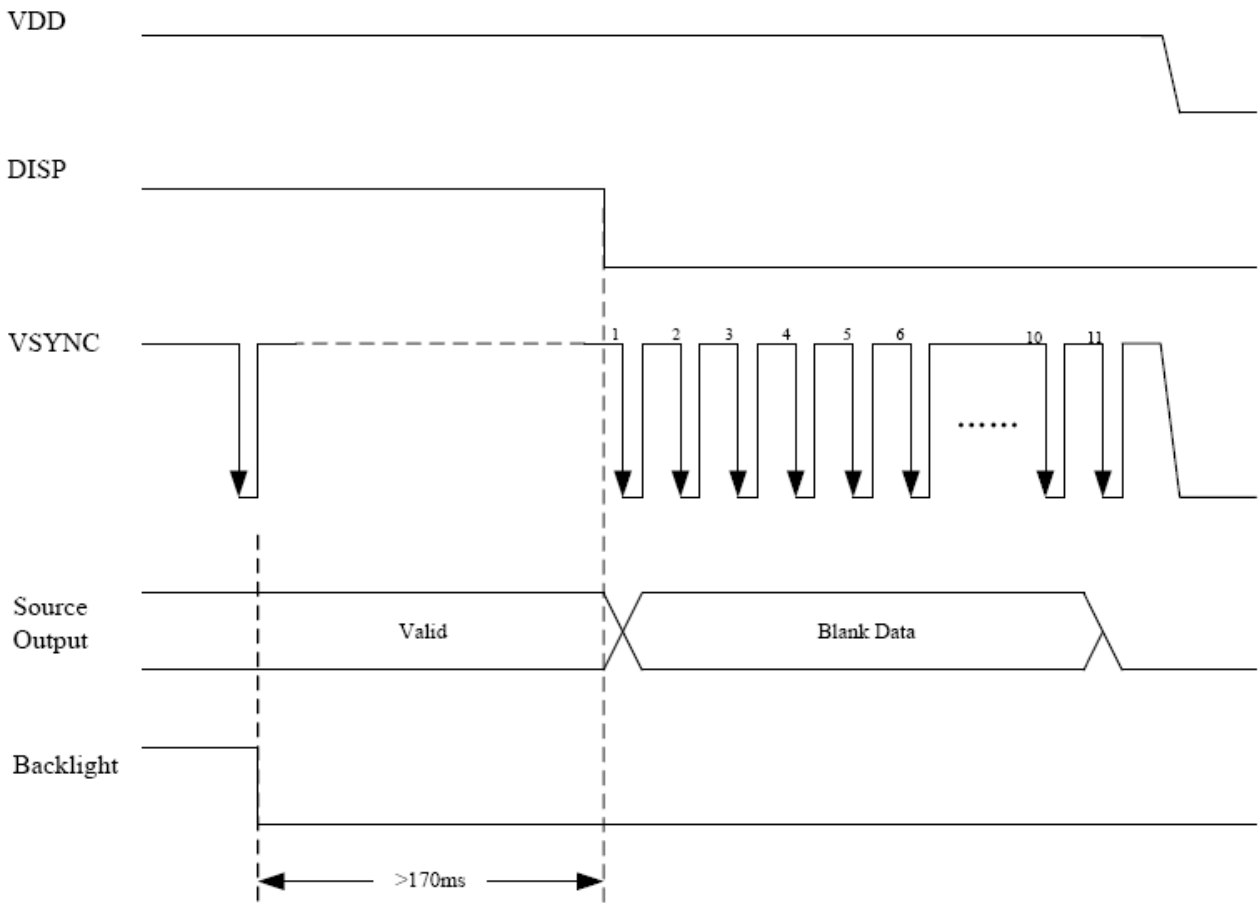 VDD
DISP
VSYNC
1 2 3 4 5 6 10 11
......
Source
Output
Valid
Blank Data
Backlight
>170ms